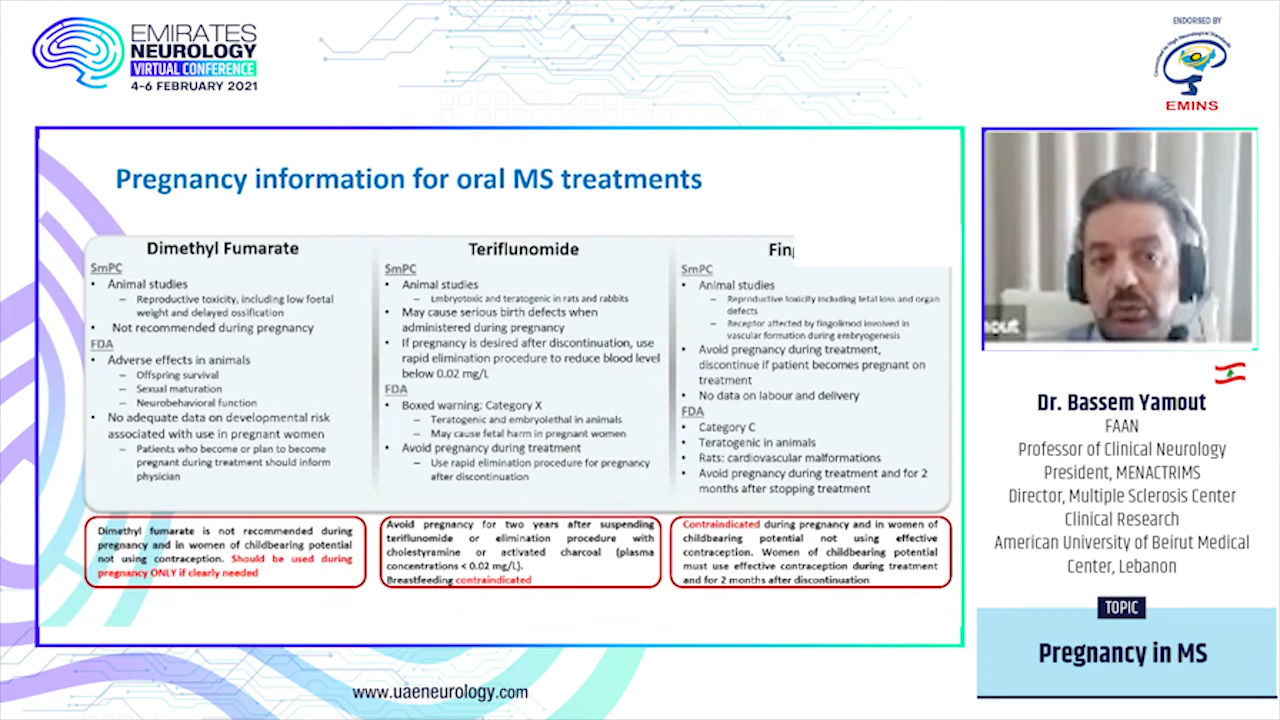 EMIRATES
NEUROLOGY
VIRTUAL CONFERENCE
4-6 FEBRUARY 2021
ENDORSED BY
Committed to High Neurological Standards
EMINS
Pregnancy information for oral MS treatments
Dimethyl Fumarate
SmPC
• Animal studies
– Reproductive toxicity, including low foetal
weight and delayed ossification
• Not recommended during pregnancy
FDA
• Adverse effects in animals
– Offspring survival
– Sexual maturation
– Neurobehavioral function
• No adequate data on developmental risk
associated with use in pregnant women
– Patients who become or plan to become
pregnant during treatment should inform
physician
Dimethyl fumarate is not recommended during
pregnancy and in women of childbearing potential
not using contraception. Should be used during
pregnancy ONLY if clearly needed
Teriflunomide
SmPC
• Animal studies
– Embryotoxic and teratogenic in rats and rabbits
• May cause serious birth defects when
administered during pregnancy
• If pregnancy is desired after discontinuation, use
rapid elimination procedure to reduce blood level
below 0.02 mg/L
FDA
• Boxed warning: Category X
– Teratogenic and embryolethal in animals
– May cause fetal harm in pregnant women
• Avoid pregnancy during treatment
– Use rapid elimination procedure for pregnancy
after discontinuation
Avoid pregnancy for two years after suspending
teriflunomide or elimination procedure with
cholestyramine or activated charcoal (plasma
concentrations < 0.02 mg/L).
Breastfeeding contraindicated
Fin
SmPC
• Animal studies
– Reproductive toxicity including fetal loss and organ
defects
– Receptor affected by fingolimod involved in
vascular formation during embryogenesis
• Avoid pregnancy during treatment,
discontinue if patient becomes pregnant on
treatment
• No data on labour and delivery
FDA
• Category C
• Teratogenic in animals
• Rats: cardiovascular malformations
• Avoid pregnancy during treatment and for 2
months after stopping treatment
Contraindicated during pregnancy and in women of
childbearing potential not using effective
contraception. Women of childbearing potential
must use effective contraception during treatment
and for 2 months after discontinuation
mout
Dr. Bassem Yamout
FAAN
Professor of Clinical Neurology
President, MENACTRIMS
Director, Multiple Sclerosis Center
Clinical Research
American University of Beirut Medical
Center, Lebanon
TOPIC
Pregnancy in MS
www.uaeneurology.com